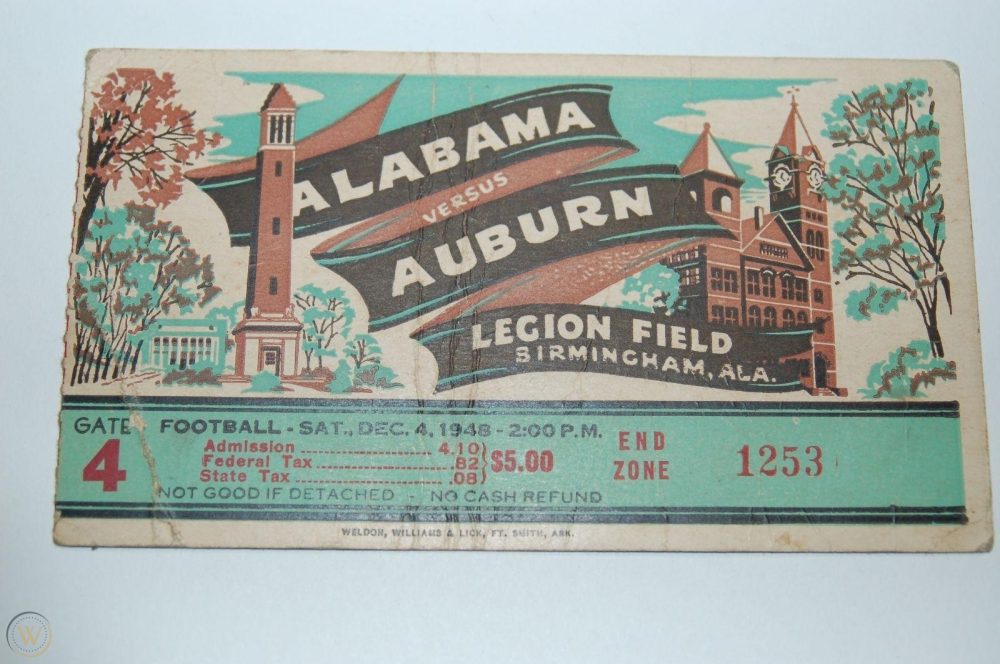 ALABAMA
VERSUS
AUBURN
LEGION FIELD
BIRMINGHAM, ALA.
GATE
4
FOOTBALL - SAT., DEC. 4, 1948 - 2:00 P.M.
Admission ........................ 4.10
Federal Tax ..................... .82
State Tax ........................ .08
$5.00
END
ZONE
1253
NOT GOOD IF DETACHED - NO CASH REFUND
WELDON, WILLIAMS & LICK, FT. SMITH, ARK.
W